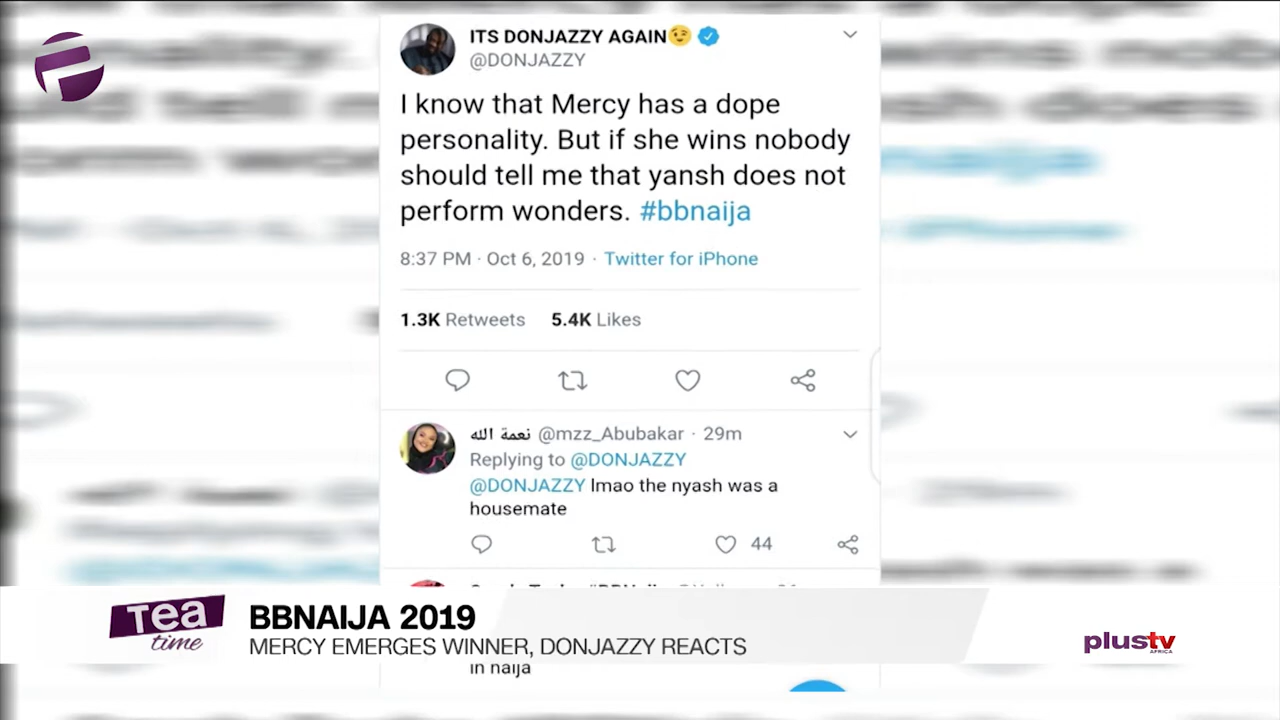 ITS DONJAZZY AGAIN😉
@DONJAZZY
I know that Mercy has a dope
personality. But if she wins nobody
should tell me that yansh does not
perform wonders. #bbnaija
8:37 PM · Oct 6, 2019 · Twitter for iPhone
1.3K Retweets 5.4K Likes
نعمة الله @mzz_Abubakar · 29m
Replying to @DONJAZZY
@DONJAZZY lmao the nyash was a
housemate
44
Tea
time
BBNAIJA 2019
MERCY EMERGES WINNER, DONJAZZY REACTS
plustv
AFRICA
in naija